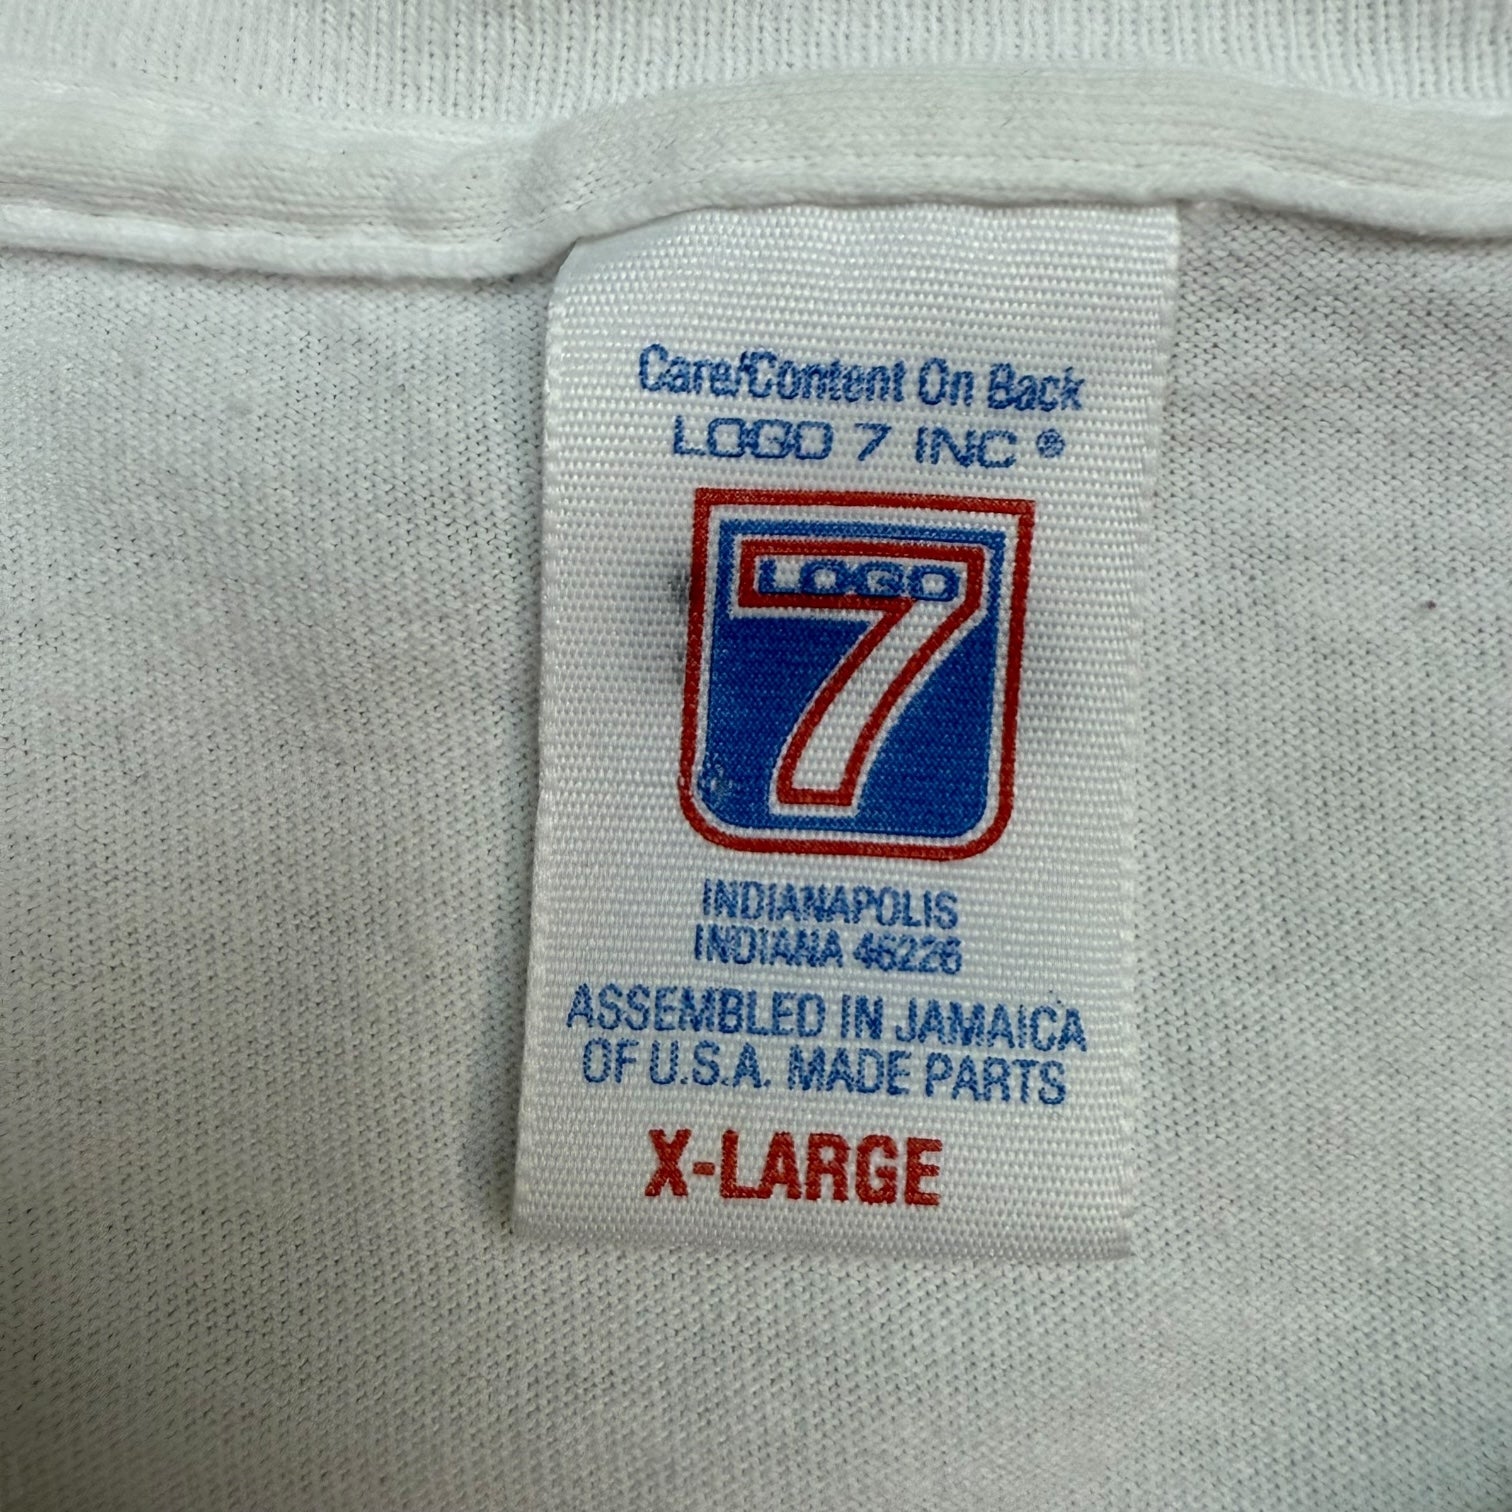 Care/Content On Back
LOGO 7 INC ®
LOGO
7
INDIANAPOLIS
INDIANA 46226
ASSEMBLED IN JAMAICA
OF U.S.A. MADE PARTS
X-LARGE